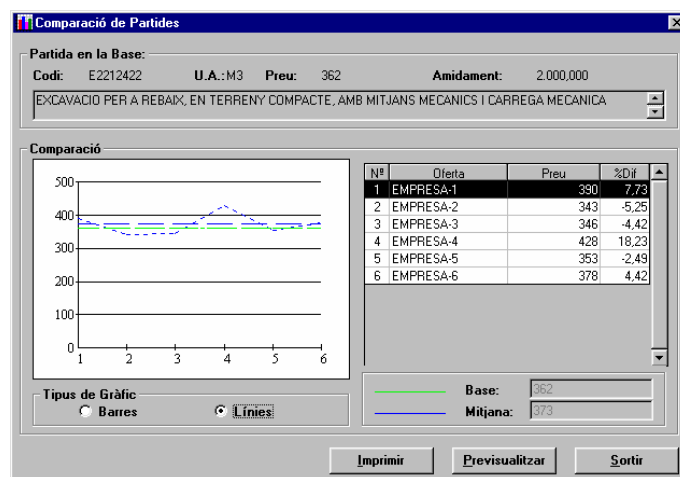 Comparació de Partides
Partida en la Base:
Codi: E2212422 U.A.: M3 Preu: 362 Amidament: 2.000,000
EXCAVACIO PER A REBAIX, EN TERRENY COMPACTE, AMB MITJANS MECANICS I CARREGA MECANICA
Comparació
500
400
300
200
100
0
1 2 3 4 5 6
Nº Oferta Preu %Dif
1 EMPRESA-1 390 7,73
2 EMPRESA-2 343 -5,25
3 EMPRESA-3 346 -4,42
4 EMPRESA-4 428 18,23
5 EMPRESA-5 353 -2,49
6 EMPRESA-6 378 4,42
Tipus de Gràfic
Barres Línies
Base: 362
Mitjana: 373
Imprimir Previsualitzar Sortir